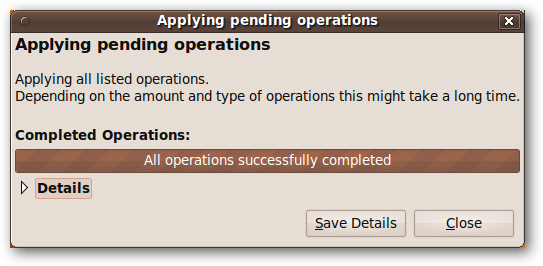 Applying pending operations
Applying pending operations
Applying all listed operations.
Depending on the amount and type of operations this might take a long time.
Completed Operations:
All operations successfully completed
Details
Save Details Close